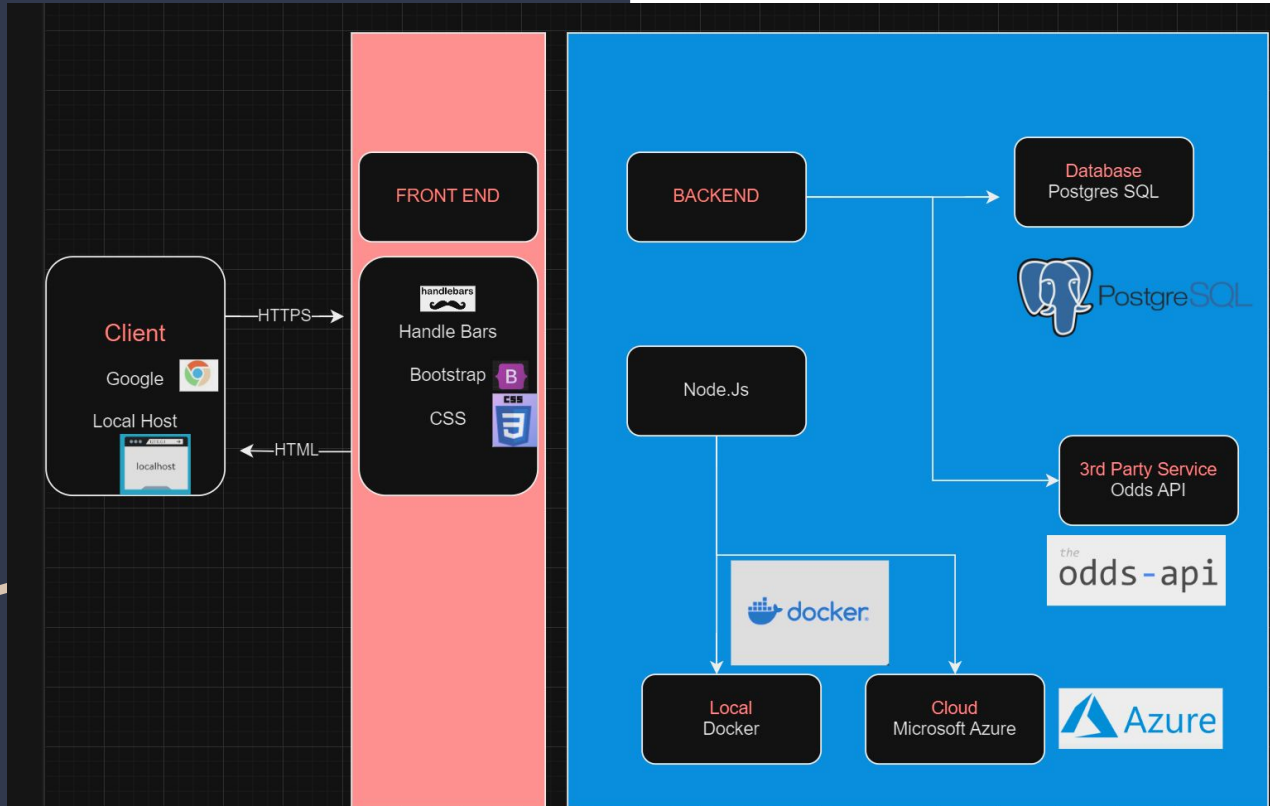 FRONT END
BACKEND
Database
Postgres SQL
PostgreSQL
Client
Google
Local Host
localhost
HTTPS
HTML
handlebars
Handle Bars
Bootstrap
B
CSS
CSS
3
Node.Js
3rd Party Service
Odds API
the
odds-api
docker
Local
Docker
Cloud
Microsoft Azure
Azure